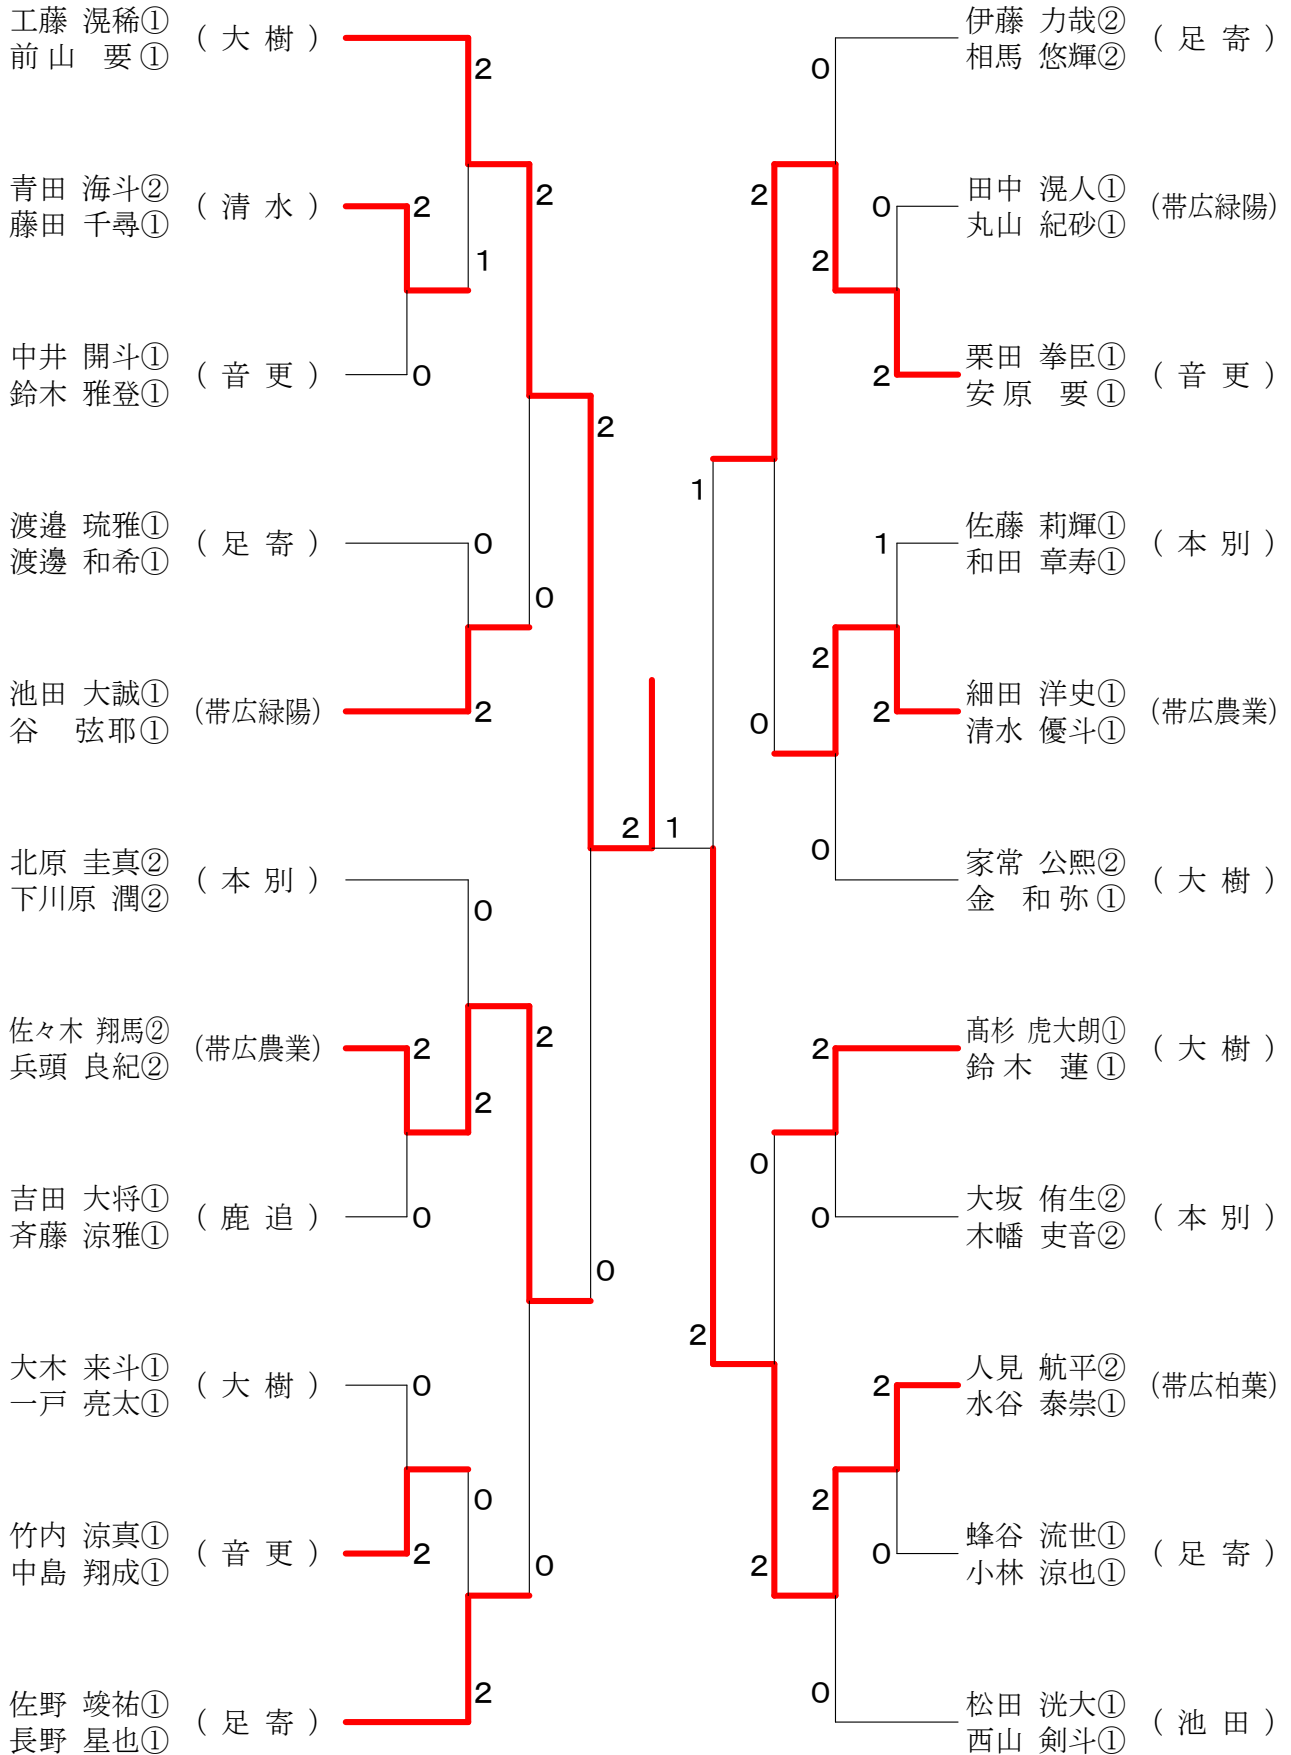 工藤 滉稀①
前山 要①
(大樹)
2
青田 海斗②
藤田 千尋①
(清水)
2
2
1
中井 開斗①
鈴木 雅登①
(音更)
0
2
渡邉 琉雅①
渡邊 和希①
(足寄)
0
0
池田 大誠①
谷 弦耶①
(帯広緑陽)
2
2 1
北原 圭真②
下川原 潤②
(本別)
0
佐々木 翔馬②
兵頭 良紀②
(帯広農業)
2
2
2
吉田 大将①
斉藤 涼雅①
(鹿追)
0
0
大木 来斗①
一戸 亮太①
(大樹)
0
0
竹内 涼真①
中島 翔成①
(音更)
2
0
佐野 竣祐①
長野 星也①
(足寄)
2
伊藤 力哉②
相馬 悠輝②
(足寄)
0
田中 滉人①
丸山 紀砂①
(帯広緑陽)
2
0
2
栗田 拳臣①
安原 要①
(音更)
2
1
佐藤 莉輝①
和田 章寿①
(本別)
1
2
細田 洋史①
清水 優斗①
(帯広農業)
2
0
0
家常 公熙②
金 和弥①
(大樹)
髙杉 虎大朗①
鈴木 蓮①
(大樹)
2
0
大坂 侑生②
木幡 吏音②
(本別)
0
2
人見 航平②
水谷 泰崇①
(帯広柏葉)
2
2
蜂谷 流世①
小林 涼也①
(足寄)
0
2
0
松田 洸大①
西山 剣斗①
(池田)